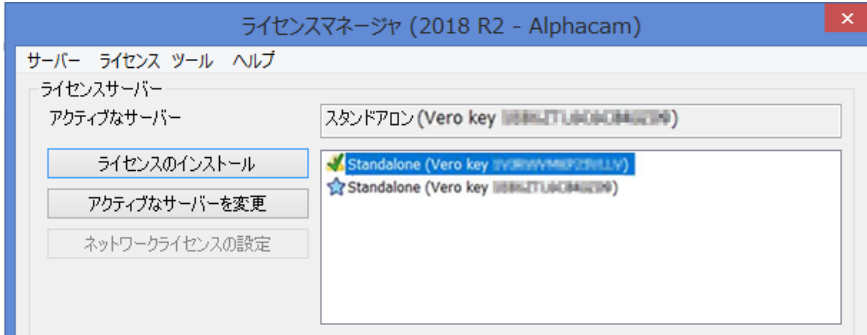 ライセンスマネージャ (2018 R2 - Alphacam)
サーバー ライセンス ツール ヘルプ
ライセンスサーバー
アクティブなサーバー スタンドアロン (Vero key )
ライセンスのインストール
Standalone (Vero key )
アクティブなサーバーを変更
Standalone (Vero key )
ネットワークライセンスの設定